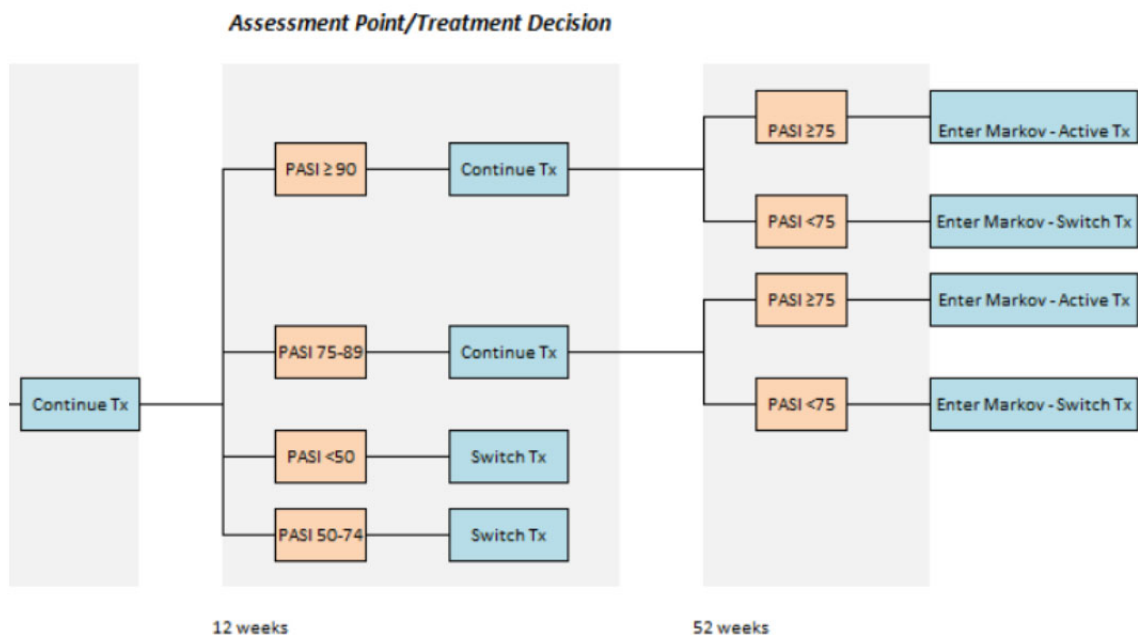 Assessment Point/Treatment Decision
PASI ≥75
Enter Markov - Active Tx
PASI ≥ 90
Continue Tx
PASI <75
Enter Markov - Switch Tx
PASI ≥75
Enter Markov - Active Tx
PASI 75-89
Continue Tx
Continue Tx
PASI <75
Enter Markov - Switch Tx
PASI <50
Switch Tx
PASI 50-74
Switch Tx
12 weeks
52 weeks